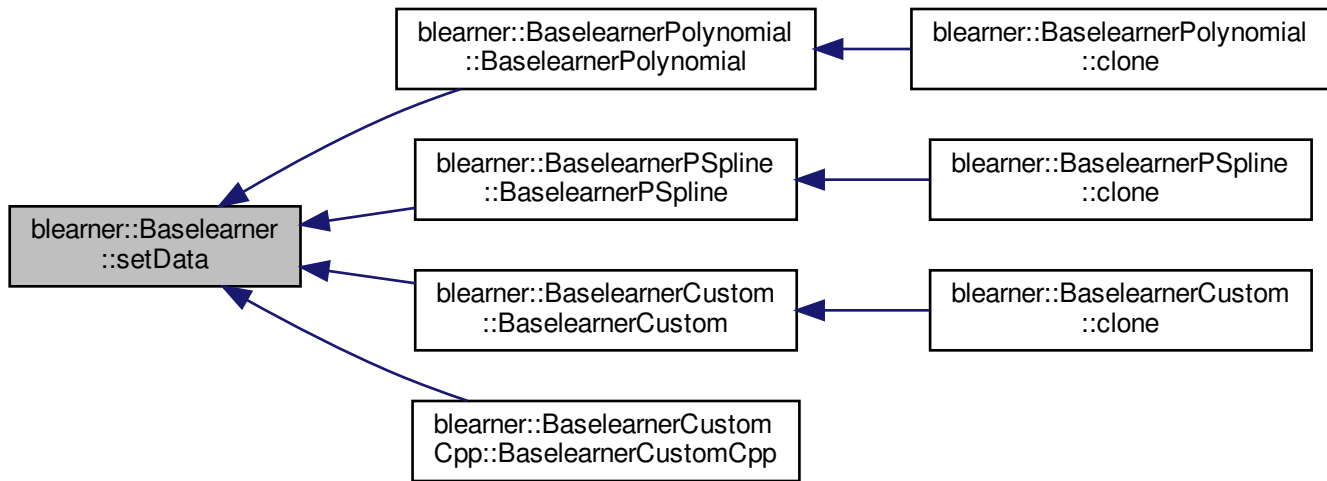 blearner::Baselearner
::setData
blearner::BaselearnerPolynomial
::BaselearnerPolynomial
blearner::BaselearnerPolynomial
::clone
blearner::BaselearnerPSpline
::BaselearnerPSpline
blearner::BaselearnerPSpline
::clone
blearner::BaselearnerCustom
::BaselearnerCustom
blearner::BaselearnerCustom
::clone
blearner::BaselearnerCustom
Cpp::BaselearnerCustomCpp